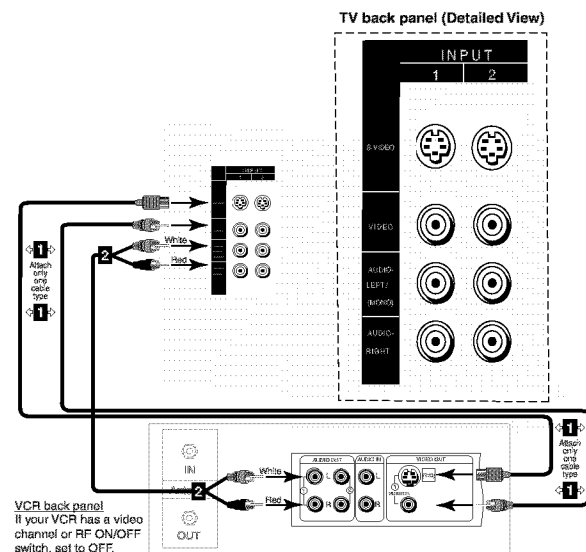 TV back panel (Detailed View)
INPUT
1 2
S-VIDEO
VIDEO
AUDIO-
LEFT/
(MONO)
AUDIO-
RIGHT
INPUT
1 2
White
Red
2
1
Attach
only
one
cable
type
1
1
Attach
only
one
cable
type
1
IN
2
OUT
White
Red
AUDIO OUT
AUDIO IN
VIDEO OUT
L L L
R R R
VCR back panel
If your VCR has a video
channel or RF ON/OFF
switch, set to OFF.